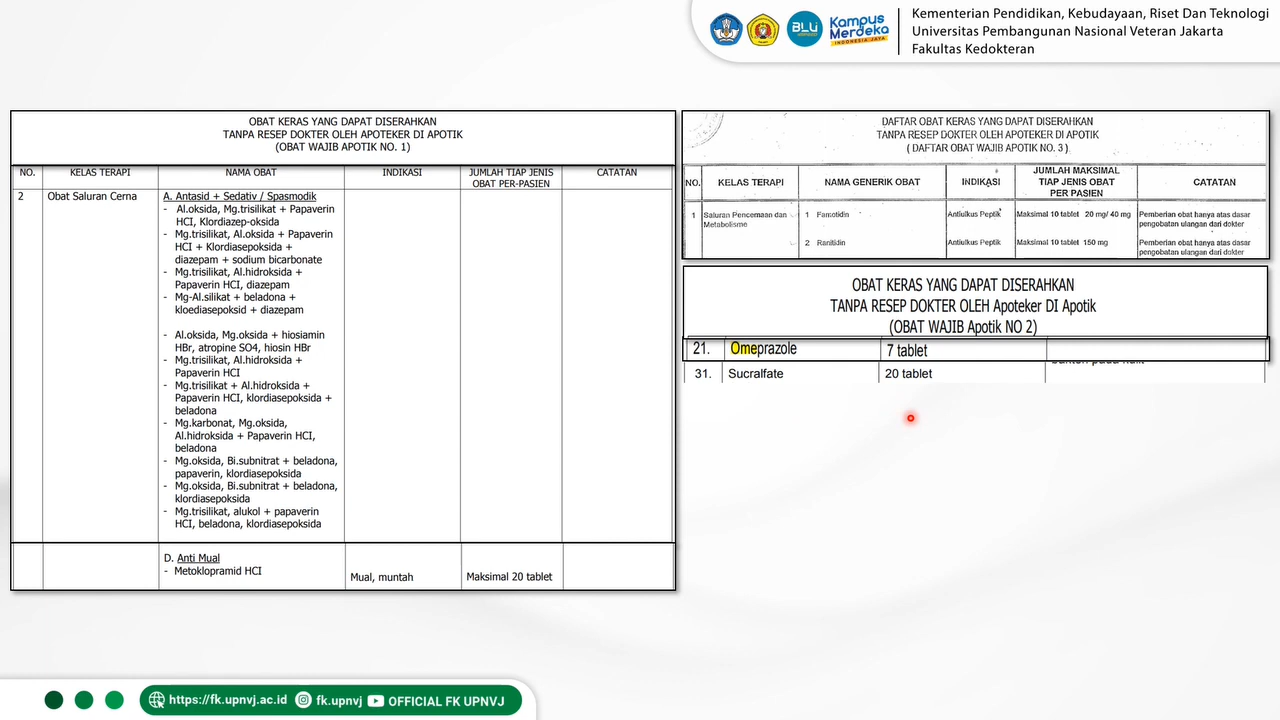 BLU
Kampus
Merdeka
INDONESIA JAYA
Kementerian Pendidikan, Kebudayaan, Riset Dan Teknologi
Universitas Pembangunan Nasional Veteran Jakarta
Fakultas Kedokteran
OBAT KERAS YANG DAPAT DISERAHKAN
TANPA RESEP DOKTER OLEH APOTEKER DI APOTIK
(OBAT WAJIB APOTIK NO. 1)
NO. KELAS TERAPI NAMA OBAT INDIKASI JUMLAH TIAP JENIS OBAT PER-PASIEN CATATAN
2 Obat Saluran Cerna A. Antasid + Sedativ / Spasmodik
- Al.oksida, Mg.trisilikat + Papaverin
HCI, Klordiazep-oksida
- Mg.trisilikat, Al.oksida + Papaverin
HCI + Klordiasepoksida +
diazepam + sodium bicarbonate
- Mg.trisilikat, Al.hidroksida +
Papaverin HCI, diazepam
- Mg-Al.silikat + beladona +
kloediasepoksid + diazepam
- Al.oksida, Mg.oksida + hiosiamin
HBr, atropine SO4, hiosin HBr
- Mg.trisilikat, Al.hidroksida +
Papaverin HCI
- Mg.trisilikat + Al.hidroksida +
Papaverin HCI, klordiasepoksida +
beladona
- Mg.karbonat, Mg.oksida,
Al.hidroksida + Papaverin HCI,
beladona
- Mg.oksida, Bi.subnitrat + beladona,
papaverin, klordiasepoksida
- Mg.oksida, Bi.subnitrat + beladona,
klordiasepoksida
- Mg.trisilikat, alukol + papaverin
HCI, beladona, klordiasepoksida
D. Anti Mual
- Metoklopramid HCI
Mual, muntah Maksimal 20 tablet
DAFTAR OBAT KERAS YANG DAPAT DISERAHKAN
TANPA RESEP DOKTER OLEH APOTEKER DI APOTIK
( DAFTAR OBAT WAJIB APOTIK NO. 3 )
NO. KELAS TERAPI NAMA GENERIK OBAT INDIKASI JUMLAH MAKSIMAL TIAP JENIS OBAT PER PASIEN CATATAN
1 Saluran Pencernaan dan Metabolisme 1 Famotidin Antiulkus Peptik Maksimal 10 tablet 20 mg/ 40 mg Pemberian obat hanya atas dasar pengobatan ulangan dari dokter
2 Ranitidin Antiulkus Peptik Maksimal 10 tablet 150 mg Pemberian obat hanya atas dasar pengobatan ulangan dari dokter
OBAT KERAS YANG DAPAT DISERAHKAN
TANPA RESEP DOKTER OLEH Apoteker DI Apotik
(OBAT WAJIB Apotik NO 2)
21. Omeprazole 7 tablet
31. Sucralfate 20 tablet
https://fk.upnvj.ac.id fk.upnvj OFFICIAL FK UPNVJ